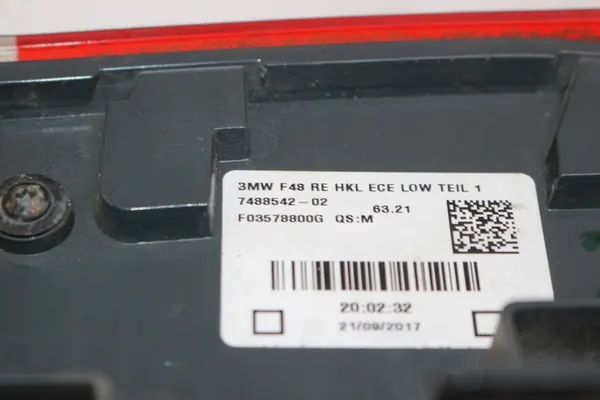 3MW F48 RE HKL ECE LOW TEIL 1
7488542-02 63.21
F03578800G QS:M
20:02:32
21/09/2017